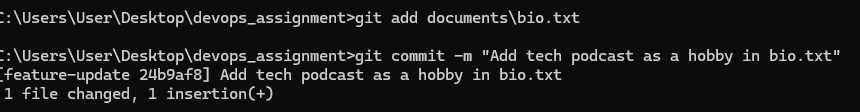 C:\Users\User\Desktop\devops_assignment>git add documents\bio.txt
C:\Users\User\Desktop\devops_assignment>git commit -m "Add tech podcast as a hobby in bio.txt"
[feature-update 24b9af8] Add tech podcast as a hobby in bio.txt
1 file changed, 1 insertion(+)